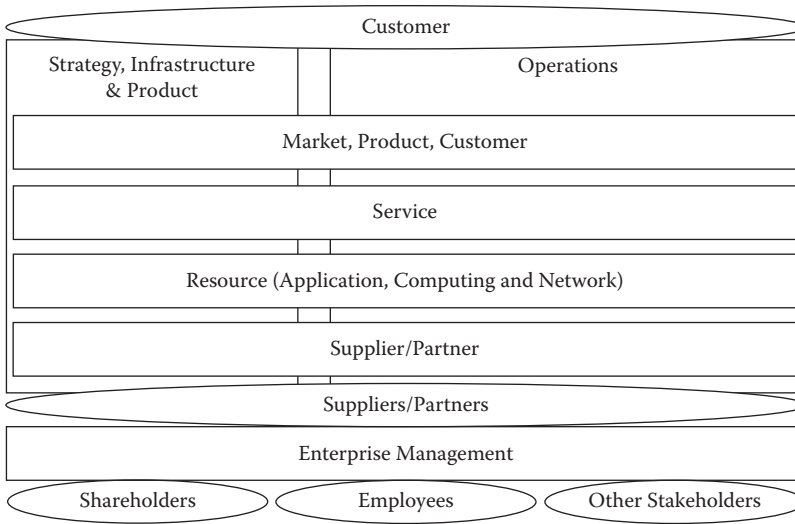 Customer
Strategy, Infrastructure
& Product
Operations
Market, Product, Customer
Service
Resource (Application, Computing and Network)
Supplier/Partner
Suppliers/Partners
Enterprise Management
Shareholders
Employees
Other Stakeholders